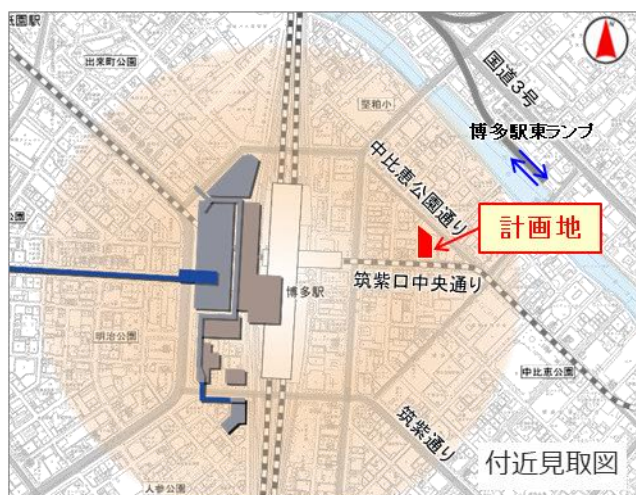 祇園駅
出来町公園
国道3号
堅粕小
博多駅東ランプ
中比恵公園通り
計画地
筑紫口中央通り
博多駅
公園
明治公園
中比恵公園
筑紫通り
人参公園
付近見取図